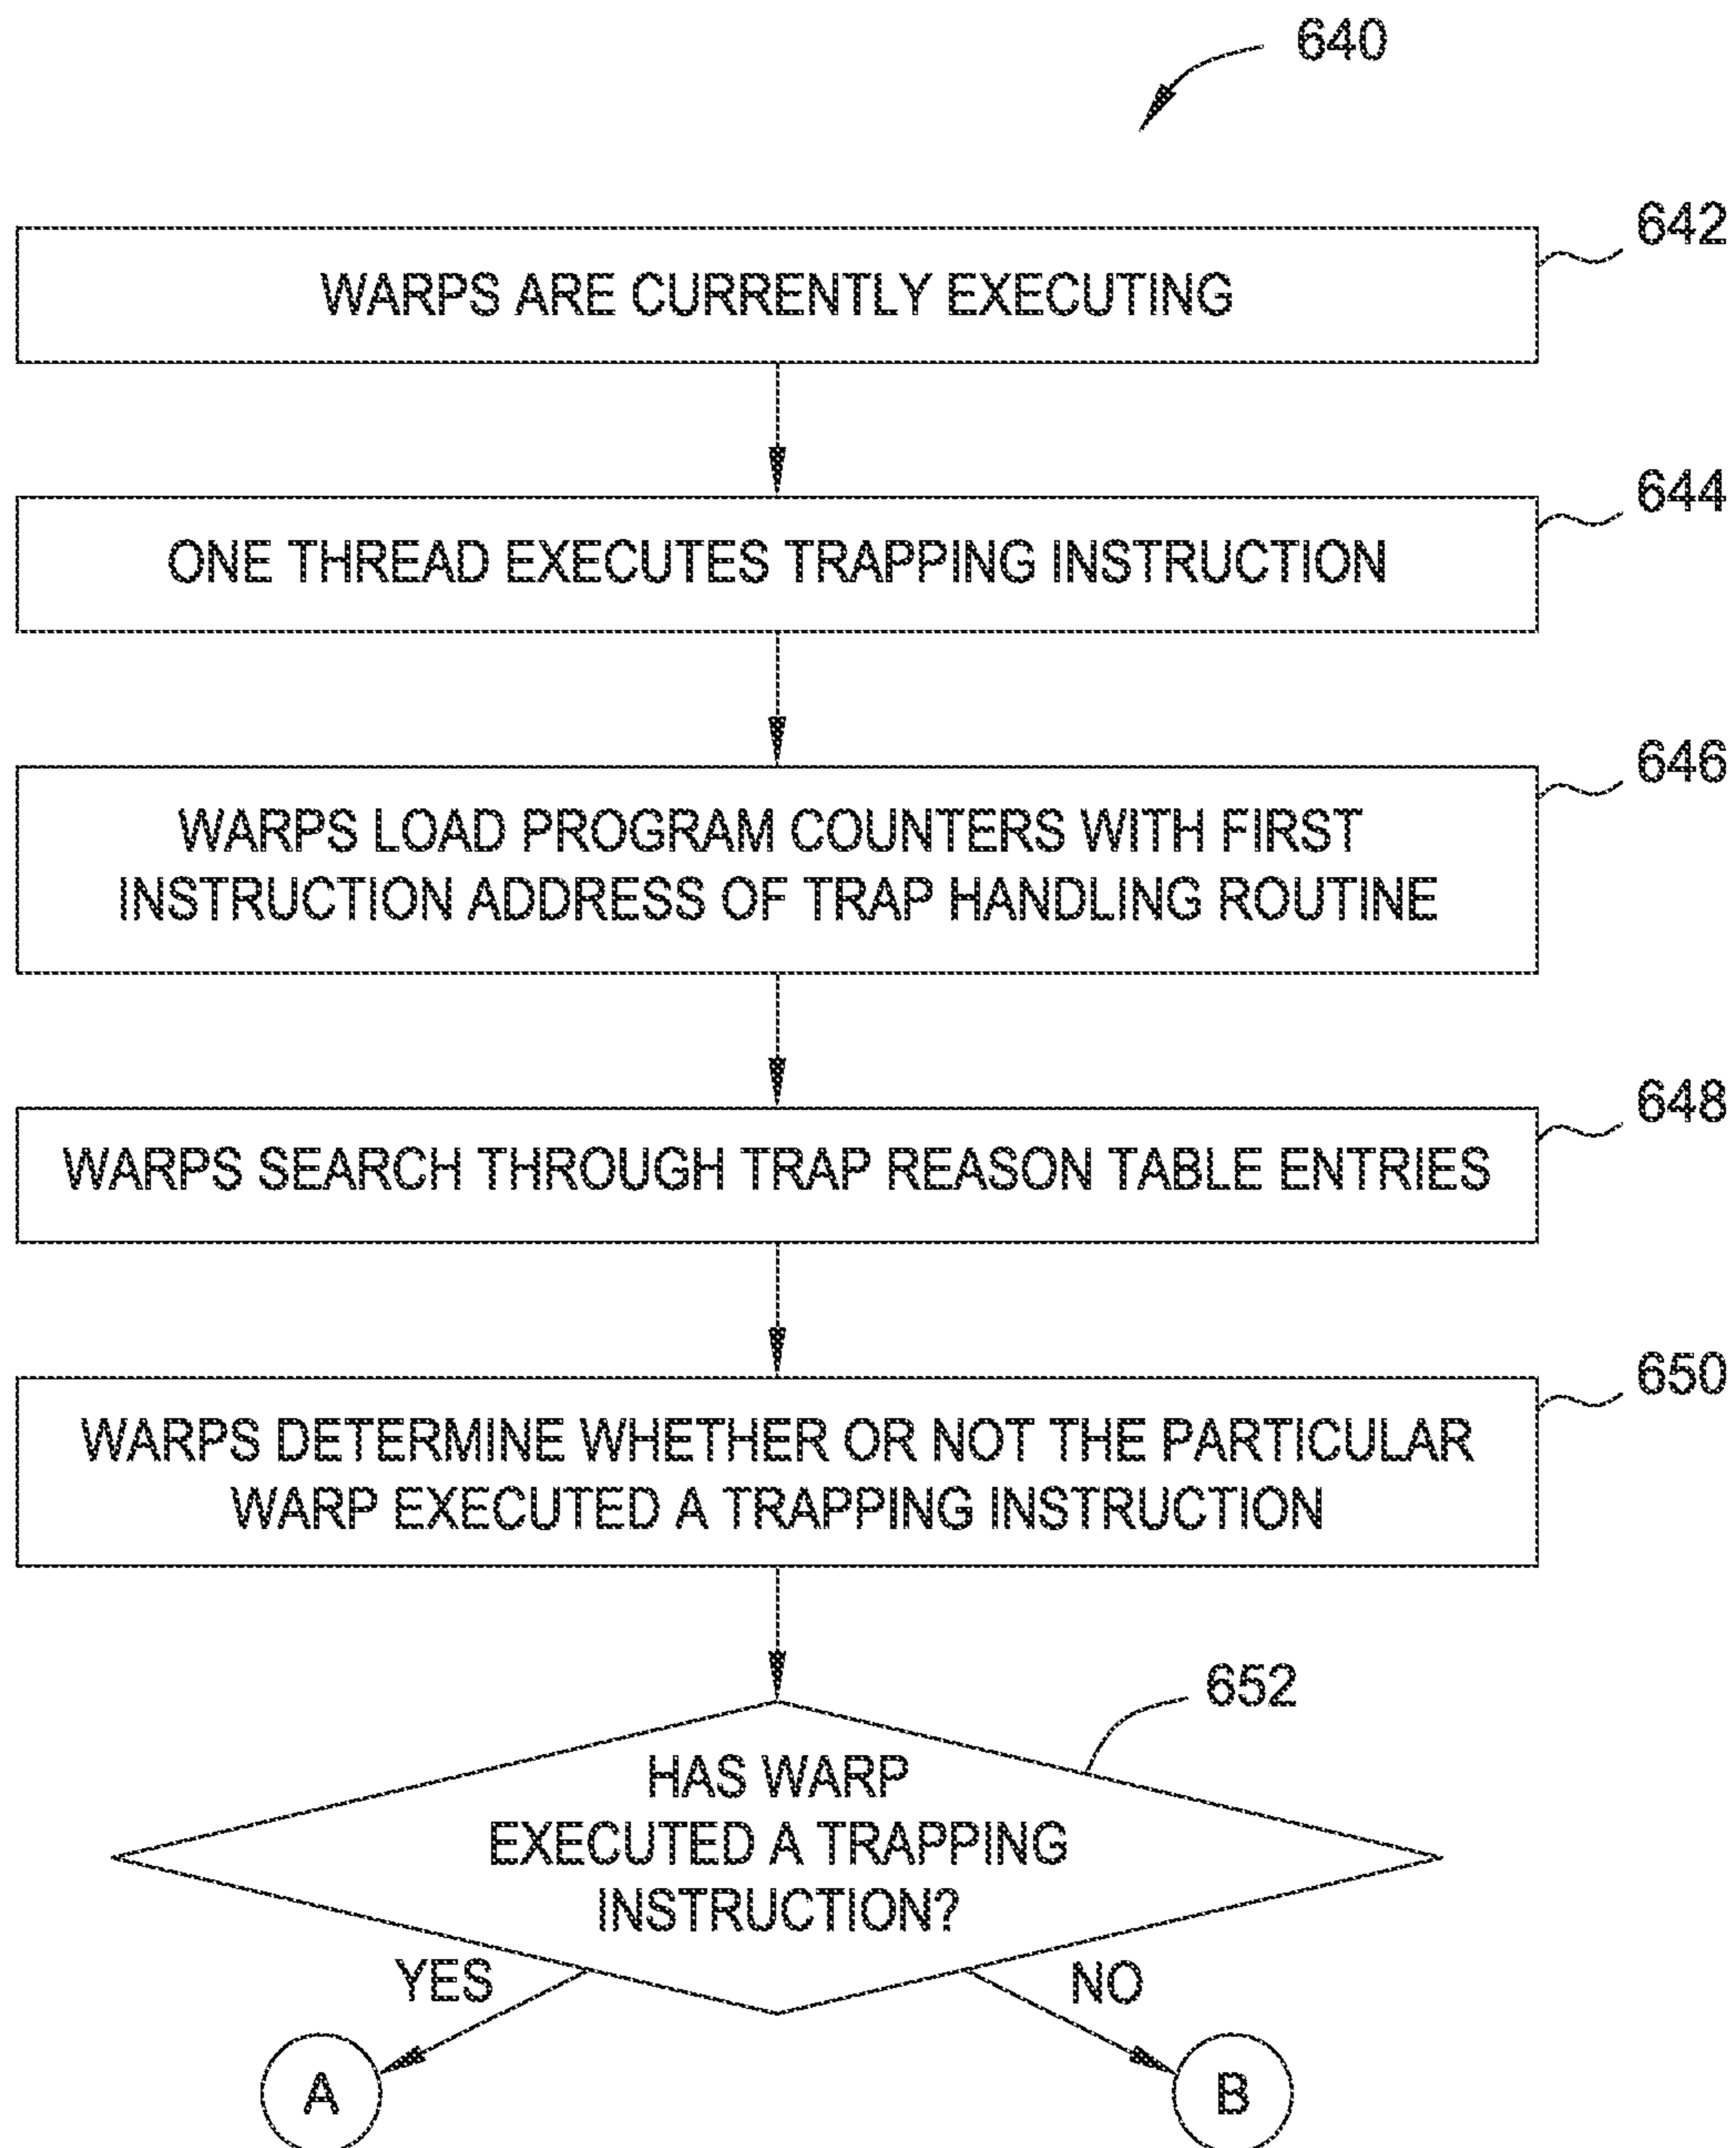 640
642
WARPS ARE CURRENTLY EXECUTING
644
ONE THREAD EXECUTES TRAPPING INSTRUCTION
646
WARPS LOAD PROGRAM COUNTERS WITH FIRST
INSTRUCTION ADDRESS OF TRAP HANDLING ROUTINE
648
WARPS SEARCH THROUGH TRAP REASON TABLE ENTRIES
650
WARPS DETERMINE WHETHER OR NOT THE PARTICULAR
WARP EXECUTED A TRAPPING INSTRUCTION
652
HAS WARP
EXECUTED A TRAPPING
INSTRUCTION?
YES
NO
A
B